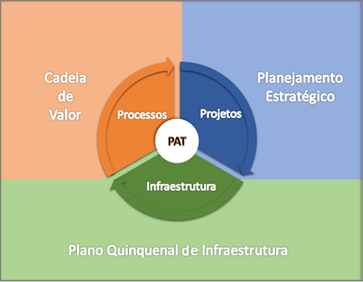 Cadeia
de
Valor
Planejamento
Estratégico
Processos
Projetos
PAT
Infraestrutura
Plano Quinquenal de Infraestrutura